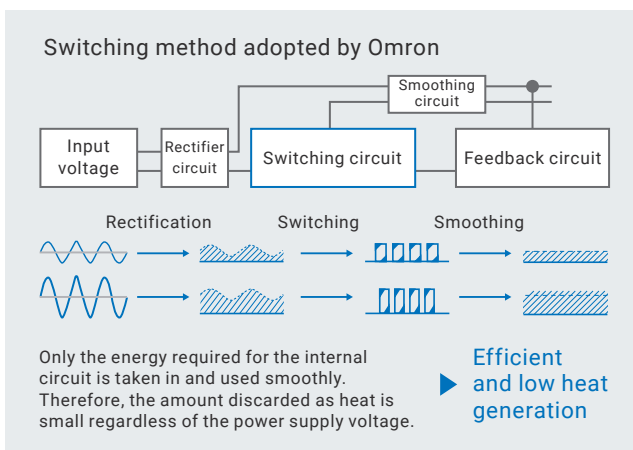 Switching method adopted by Omron
Smoothing
circuit
Input
voltage
Rectifier
circuit
Switching circuit
Feedback circuit
Rectification
Switching
Smoothing
Only the energy required for the internal
circuit is taken in and used smoothly.
Therefore, the amount discarded as heat is
small regardless of the power supply voltage.
Efficient
and low heat
generation